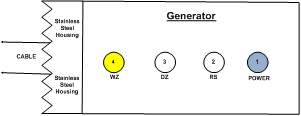 Stainless
Steel
Housing
Generator
CABLE
4
3
2
1
WZ
DZ
RS
POWER
Stainless
Steel
Housing